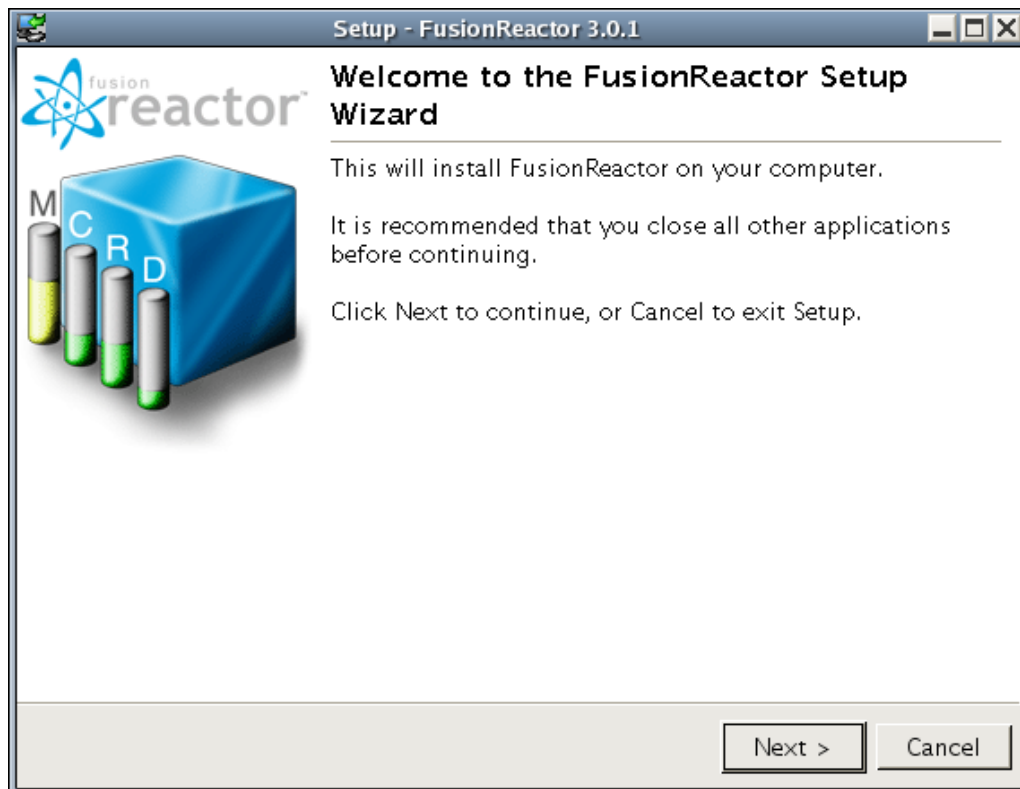 Setup - FusionReactor 3.0.1
fusion
reactor™
Welcome to the FusionReactor Setup
Wizard
This will install FusionReactor on your computer.
It is recommended that you close all other applications
before continuing.
Click Next to continue, or Cancel to exit Setup.
M
C
R
D
Next >
Cancel